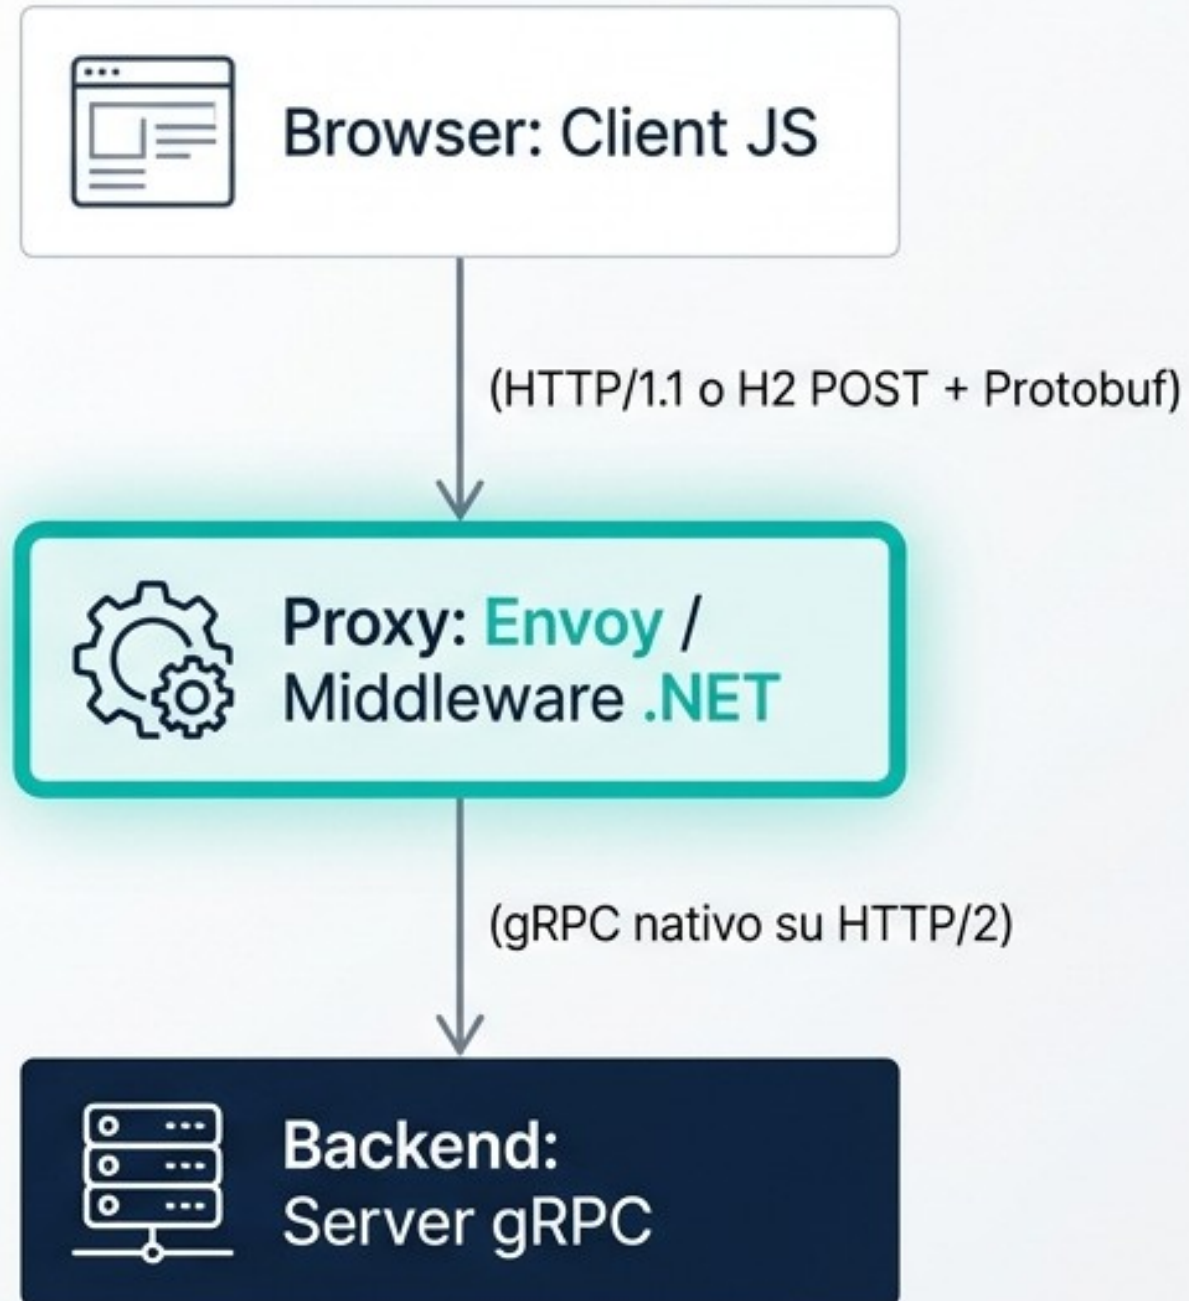 Browser: Client JS
(HTTP/1.1 o H2 POST + Protobuf)
Proxy: Envoy /
Middleware .NET
(gRPC nativo su HTTP/2)
Backend:
Server gRPC